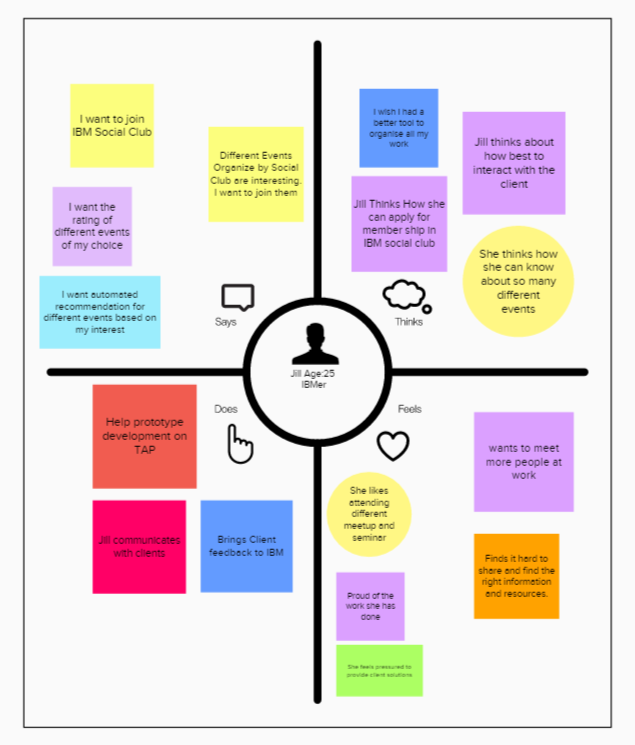 I want to join
IBM Social Club
Different Events
Organize by Social
Club are interesting.
I want to join them
I want the
rating of
different events
of my choice
I want automated
recommendation for
different events based on
my interest
Says
I wish I had a
better tool to
organise all my
work
Jill thinks about
how best to
interact with the
client
Jill Thinks How she
can apply for
member ship in
IBM social club
She thinks how
she can know
about so many
different
events
Thinks
Jill Age:25
IBMer
Does
Help prototype
development on
TAP
Jill communicates
with clients
Brings Client
feedback to IBM
Feels
wants to meet
more people at
work
She likes
attending
different
meetup and
seminar
Finds it hard to
share and find the
right information
and resources.
Proud of the
work she has
done
She feels pressured to
provide client solutions